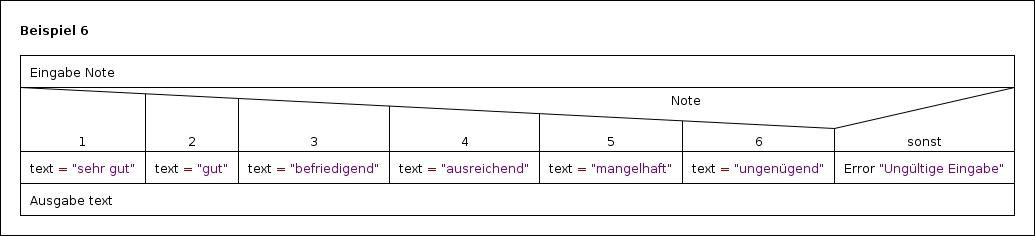 Beispiel 6
Eingabe Note
Note
1 2 3 4 5 6 sonst
text = "sehr gut" text = "gut" text = "befriedigend" text = "ausreichend" text = "mangelhaft" text = "ungenügend" Error "Ungültige Eingabe"
Ausgabe text